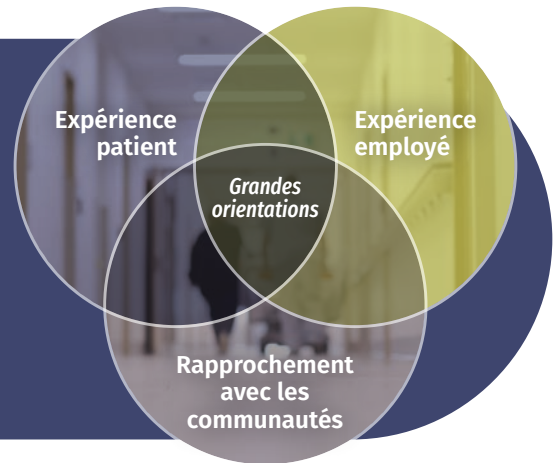 Expérience
patient
Expérience
employé
Grandes
orientations
Rapprochement
avec les
communautés